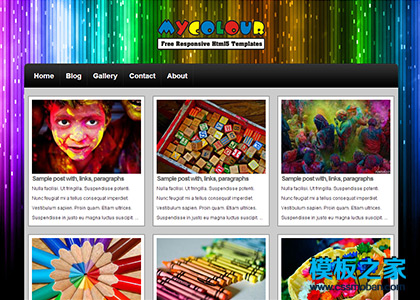 MYCOLOUR
Free Responsive Html5 Templates
Home Blog Gallery Contact About
Sample post with, links, paragraphs
Nulla facilisi. Ut fringilla. Suspendisse potenti.
Nunc feugiat mi a tellus consequat imperdiet.
Vestibulum sapien. Proin quam. Etiam ultrices.
Suspendisse in justo eu magna luctus suscipit. ...
Sample post with, links, paragraphs
Nulla facilisi. Ut fringilla. Suspendisse potenti.
Nunc feugiat mi a tellus consequat imperdiet.
Vestibulum sapien. Proin quam. Etiam ultrices.
Suspendisse in justo eu magna luctus suscipit. ...
Sample post with, links, paragraphs
Nulla facilisi. Ut fringilla. Suspendisse potenti.
Nunc feugiat mi a tellus consequat imperdiet.
Vestibulum sapien. Proin quam. Etiam ultrices.
Suspendisse in justo eu magna luctus suscipit. ...
模板之家